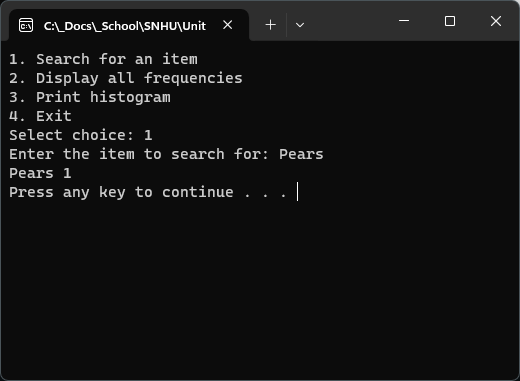 C:\_Docs\_School\SNHU\Unit
1. Search for an item
2. Display all frequencies
3. Print histogram
4. Exit
Select choice: 1
Enter the item to search for: Pears
Pears 1
Press any key to continue . . .